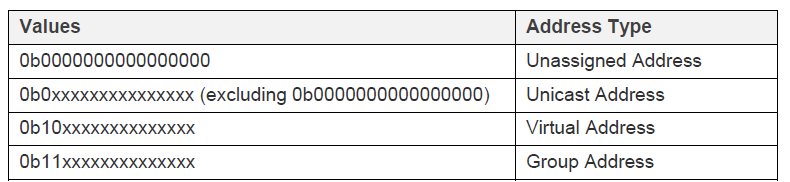 Values Address Type
0b0000000000000000 Unassigned Address
0b0xxxxxxxxxxxxxxx (excluding 0b0000000000000000) Unicast Address
0b10xxxxxxxxxxxxxx Virtual Address
0b11xxxxxxxxxxxxxx Group Address